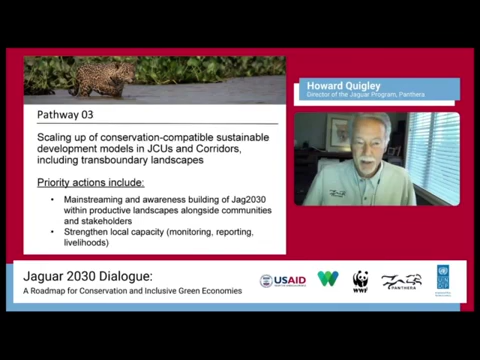 Pathway 03
Scaling up of conservation-compatible sustainable
development models in JCUs and Corridors,
including transboundary landscapes
Priority actions include:
• Mainstreaming and awareness building of Jag2030
within productive landscapes alongside communities
and stakeholders
• Strengthen local capacity (monitoring, reporting,
livelihoods)
Howard Quigley
Director of the Jaguar Program, Panthera
Jaguar 2030 Dialogue:
A Roadmap for Conservation and Inclusive Green Economies
USAID
WWF
PANTHERA